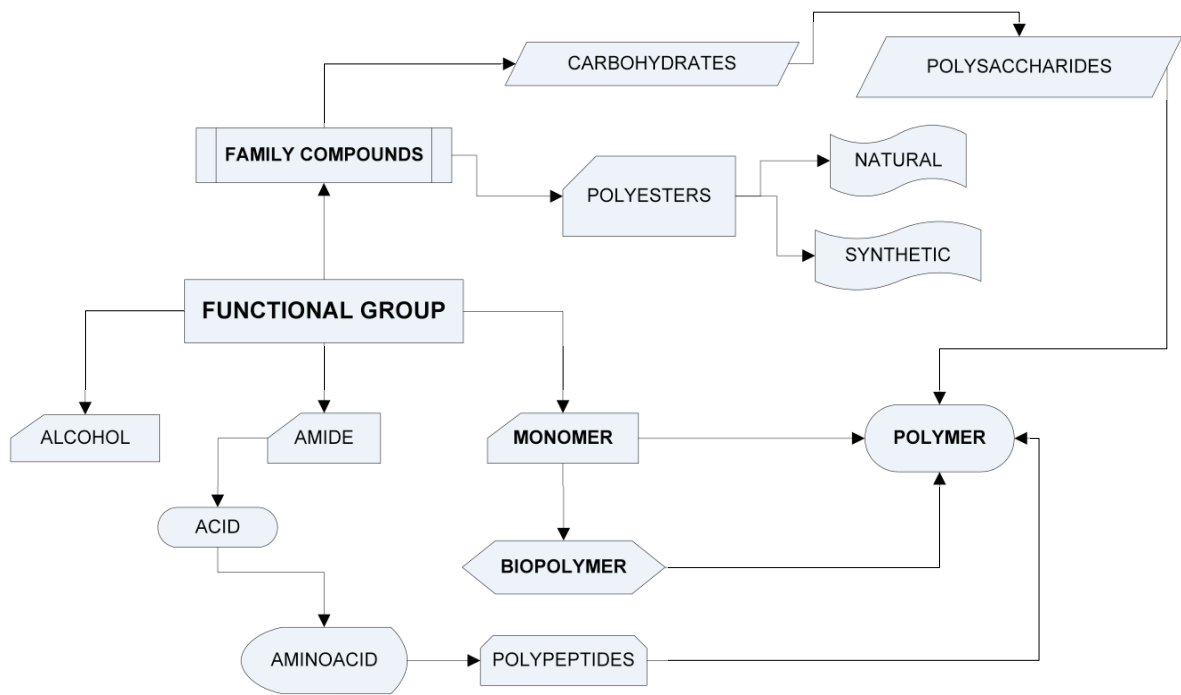 CARBOHYDRATES
POLYSACCHARIDES
FAMILY COMPOUNDS
NATURAL
POLYESTERS
SYNTHETIC
FUNCTIONAL GROUP
ALCOHOL
AMIDE
MONOMER
POLYMER
ACID
BIOPOLYMER
AMINOACID
POLYPEPTIDES